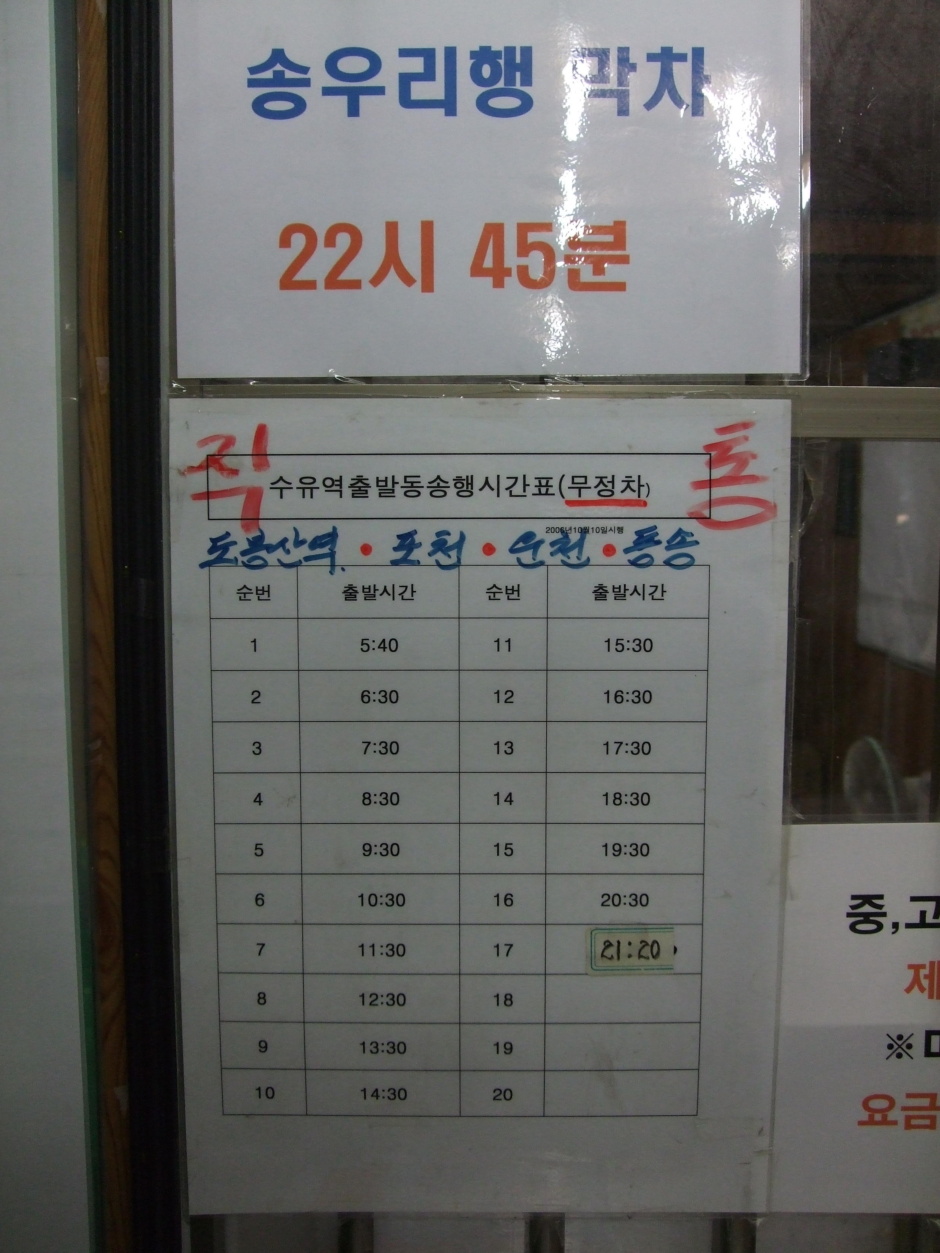 송우리행 막차
22시 45분
직 통
수유역출발동송행시간표(무정차)
10월10일시행
도봉산역 • 포천 • 운천 • 동송
순번 출발시간 순번 출발시간
1 5:40 11 15:30
2 6:30 12 16:30
3 7:30 13 17:30
4 8:30 14 18:30
5 9:30 15 19:30
6 10:30 16 20:30
7 11:30 17 21:20
8 12:30 18
9 13:30 19
10 14:30 20
중,고
제
※
요금